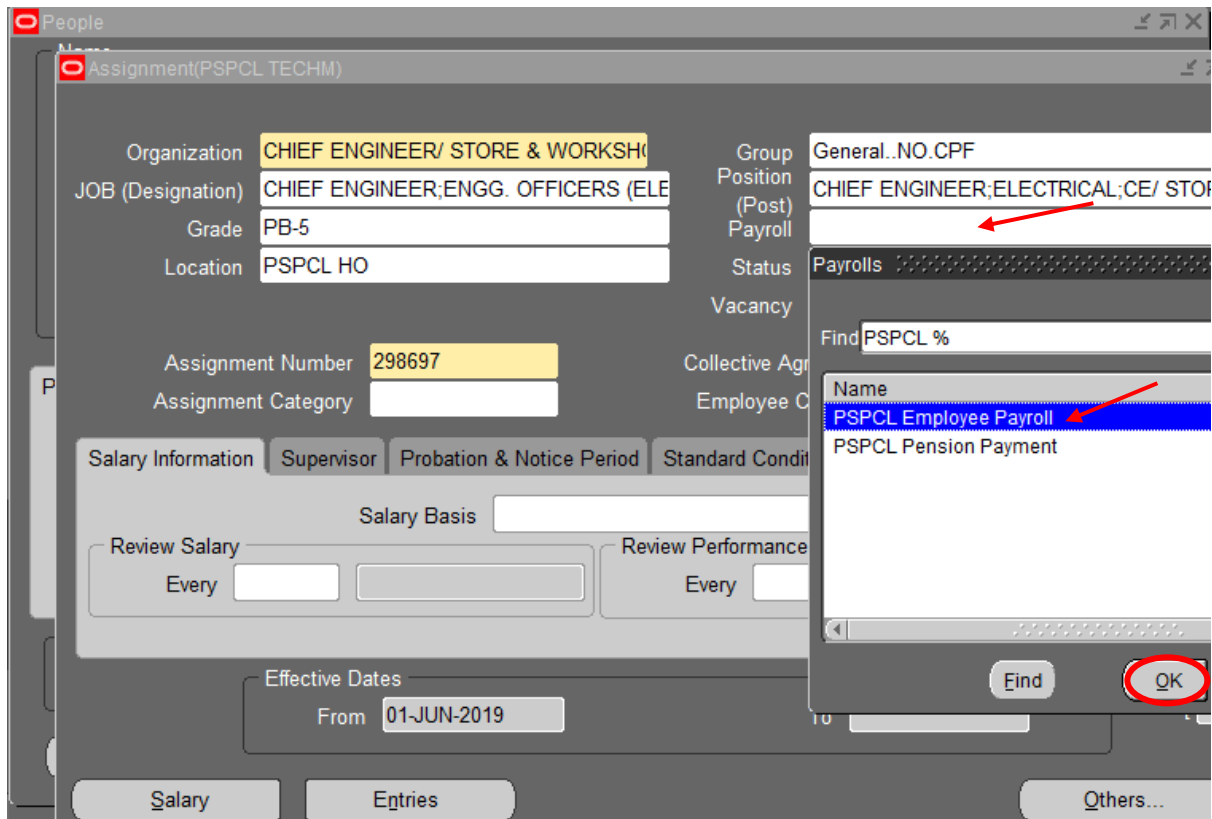 People
Name
Assignment(PSPCL TECHM)
Organization CHIEF ENGINEER/ STORE & WORKSH
Group General..NO.CPF
JOB (Designation) CHIEF ENGINEER;ENGG. OFFICERS (ELE
Position (Post) CHIEF ENGINEER;ELECTRICAL;CE/ STO
Grade PB-5
Payroll
Location PSPCL HO
Status
Vacancy
Payrolls
Find PSPCL %
Name
PSPCL Employee Payroll
PSPCL Pension Payment
Find OK
Assignment Number 298697
Collective Agr
Assignment Category
Employee C
P
Salary Information Supervisor Probation & Notice Period Standard Condit
Salary Basis
Review Salary
Every
Review Performance
Every
Effective Dates
From 01-JUN-2019
To
Salary Entries Others...